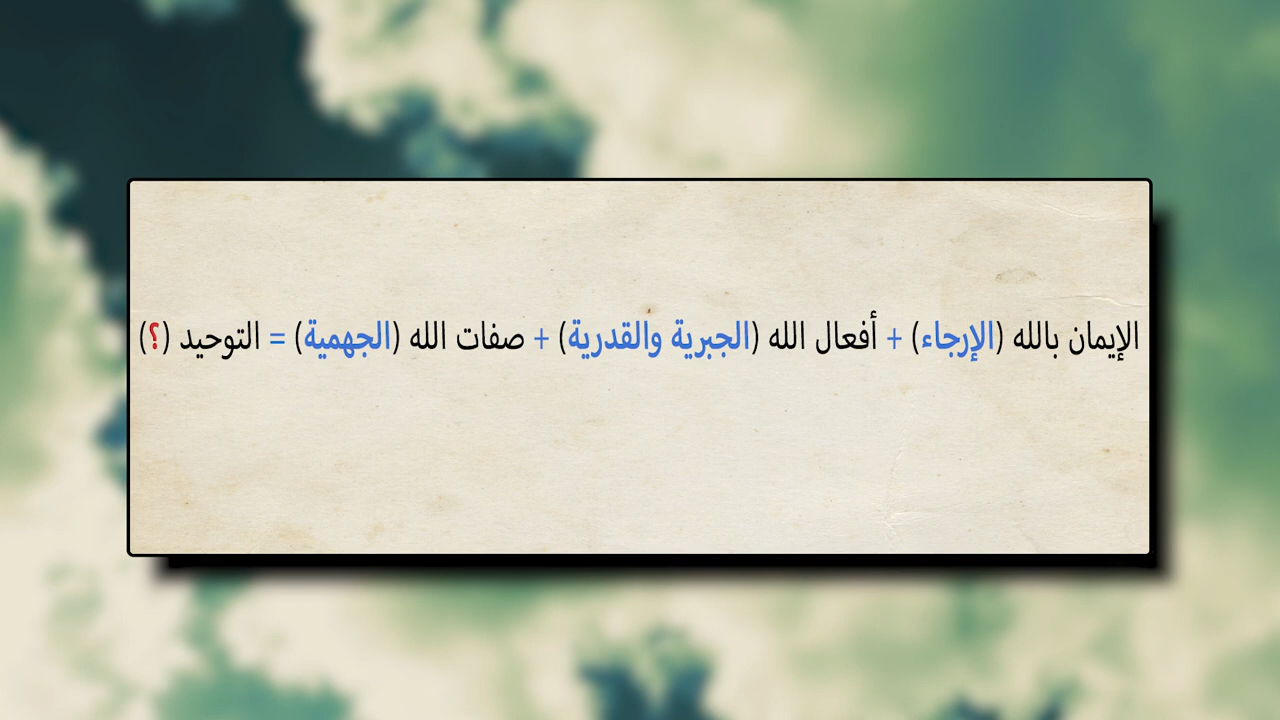 الإيمان بالله (الإرجاء) + أفعال الله (الجبرية والقدرية) + صفات الله (الجهمية) = التوحيد (؟)